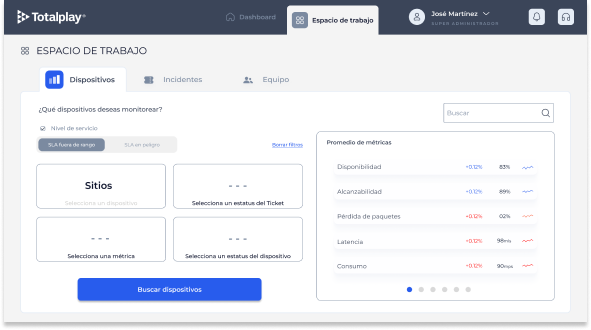 Totalplay
Dashboard
Espacio de trabajo
José Martínez
SUPER ADMINISTRADOR
ESPACIO DE TRABAJO
Dispositivos
Incidentes
Equipo
¿Qué dispositivos deseas monitorear?
Buscar
Nivel de servicio
SLA fuera de rango
SLA en peligro
Borrar filtros
Sitios
Selecciona un dispositivo
- - -
Selecciona un estatus del Ticket
- - -
Selecciona una métrica
- - -
Selecciona un estatus del dispositivo
Buscar dispositivos
Promedio de métricas
Disponibilidad +0.12% 83%
Alcanzabilidad +0.12% 89%
Pérdida de paquetes +0.12% 02%
Latencia +0.12% 98ms
Consumo +0.12% 90mbps